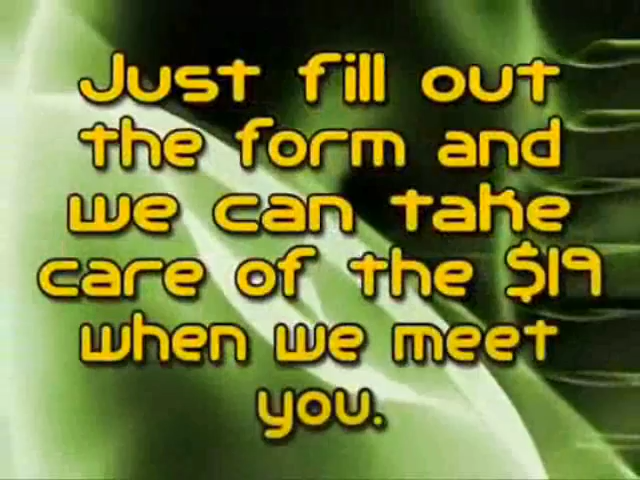 Just fill out
the form and
we can take
care of the $19
when we meet
you.